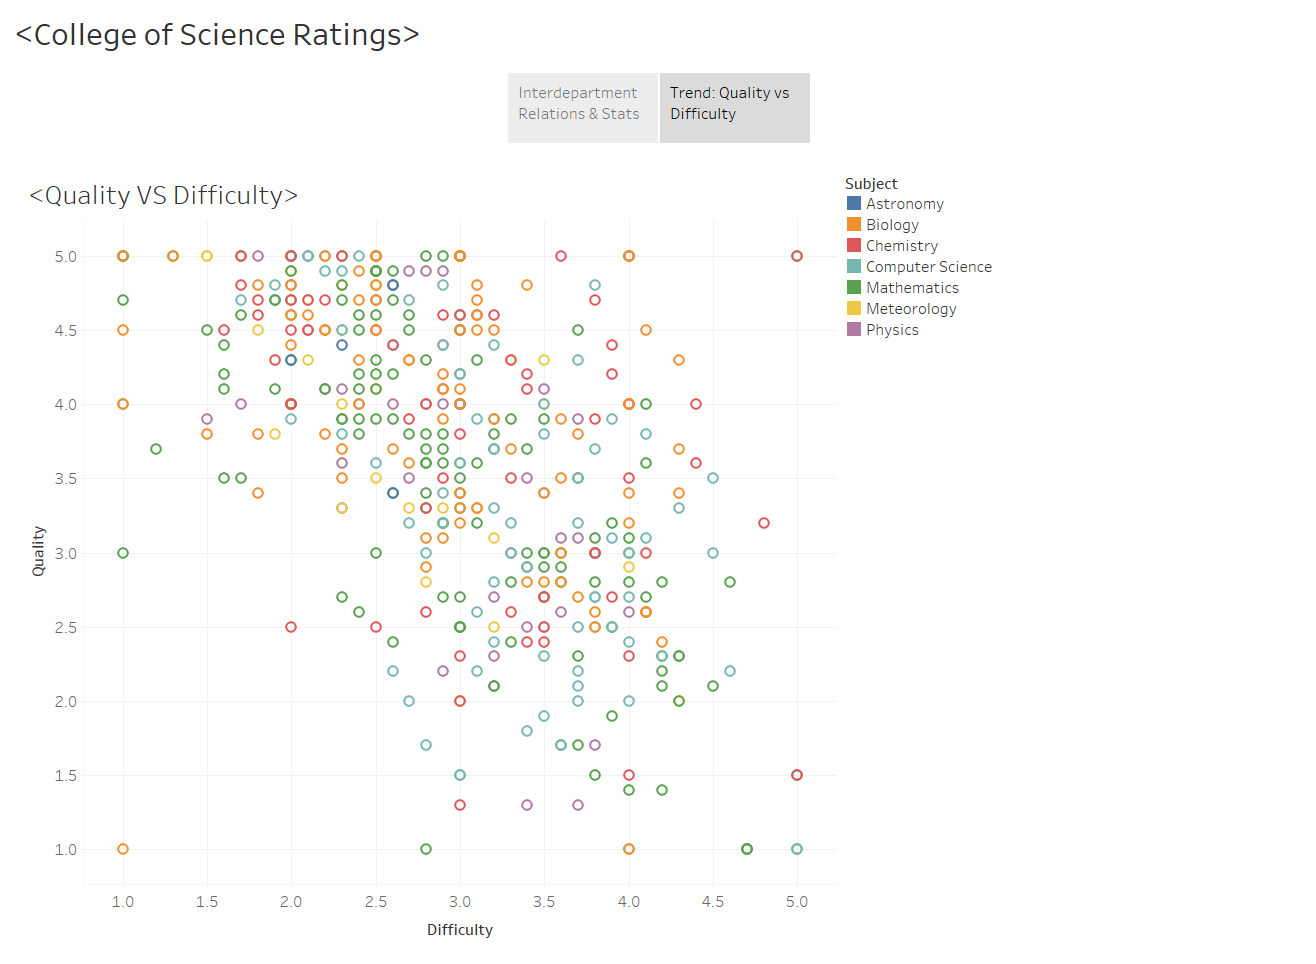 <College of Science Ratings>
Interdepartment
Relations & Stats
Trend: Quality vs
Difficulty
<Quality VS Difficulty>
Subject
Astronomy
Biology
Chemistry
Computer Science
Mathematics
Meteorology
Physics
Quality
5.0
4.5
4.0
3.5
3.0
2.5
2.0
1.5
1.0
1.0 1.5 2.0 2.5 3.0 3.5 4.0 4.5 5.0
Difficulty